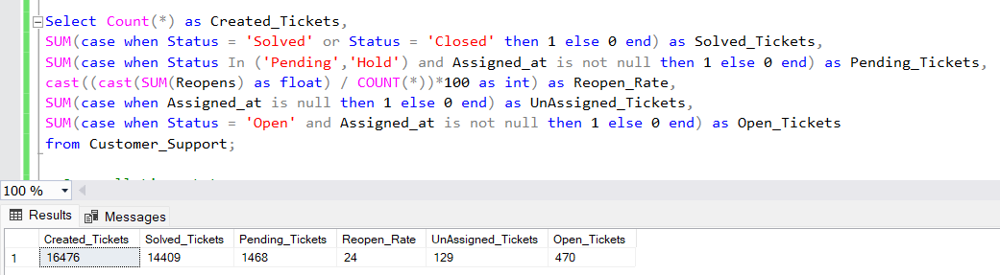 Select Count(*) as Created_Tickets,
SUM(case when Status = 'Solved' or Status = 'Closed' then 1 else 0 end) as Solved_Tickets,
SUM(case when Status In ('Pending','Hold') and Assigned_at is not null then 1 else 0 end) as Pending_Tickets,
cast((cast(SUM(Reopens) as float) / COUNT(*))*100 as int) as Reopen_Rate,
SUM(case when Assigned_at is null then 1 else 0 end) as UnAssigned_Tickets,
SUM(case when Status = 'Open' and Assigned_at is not null then 1 else 0 end) as Open_Tickets
from Customer_Support;
100 %
Results Messages
Created_Tickets Solved_Tickets Pending_Tickets Reopen_Rate UnAssigned_Tickets Open_Tickets
1 16476 14409 1468 24 129 470